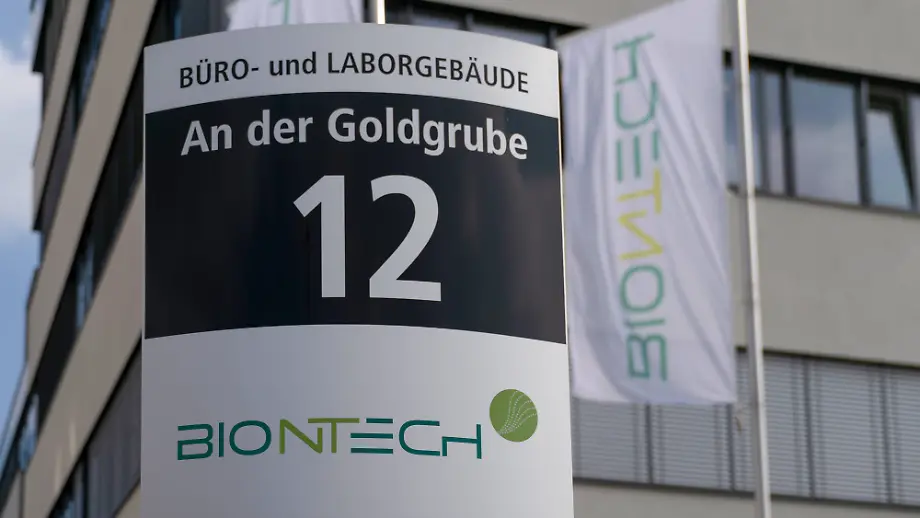 BÜRO- und LABORGEBÄUDE
An der Goldgrube
12
BIONTECH
BIONTECH